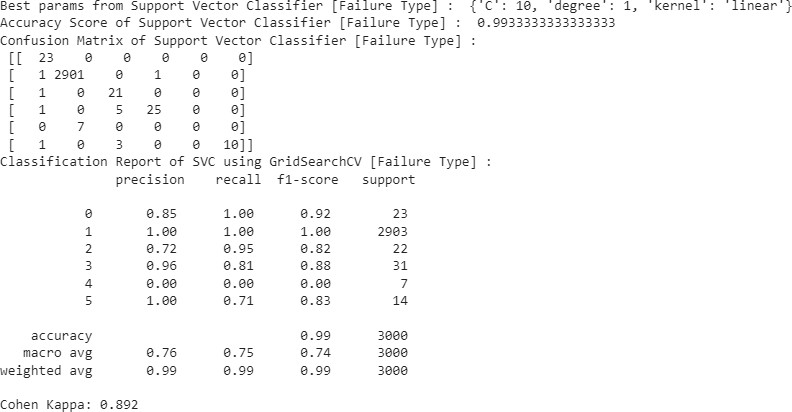 Best params from Support Vector Classifier [Failure Type] :  {'C': 10, 'degree': 1, 'kernel': 'linear'}
Accuracy Score of Support Vector Classifier [Failure Type] :  0.9933333333333333
Confusion Matrix of Support Vector Classifier [Failure Type] :
 [[  23    0    0    0    0    0]
 [   1 2901    0    1    0    0]
 [   1    0   21    0    0    0]
 [   1    0    5   25    0    0]
 [   0    7    0    0    0    0]
 [   1    0    3    0    0   10]]
Classification Report of SVC using GridSearchCV [Failure Type] :
              precision    recall  f1-score   support

           0       0.85      1.00      0.92        23
           1       1.00      1.00      1.00      2903
           2       0.72      0.95      0.82        22
           3       0.96      0.81      0.88        31
           4       0.00      0.00      0.00         7
           5       1.00      0.71      0.83        14

    accuracy                           0.99      3000
   macro avg       0.76      0.75      0.74      3000
weighted avg       0.99      0.99      0.99      3000

Cohen Kappa: 0.892